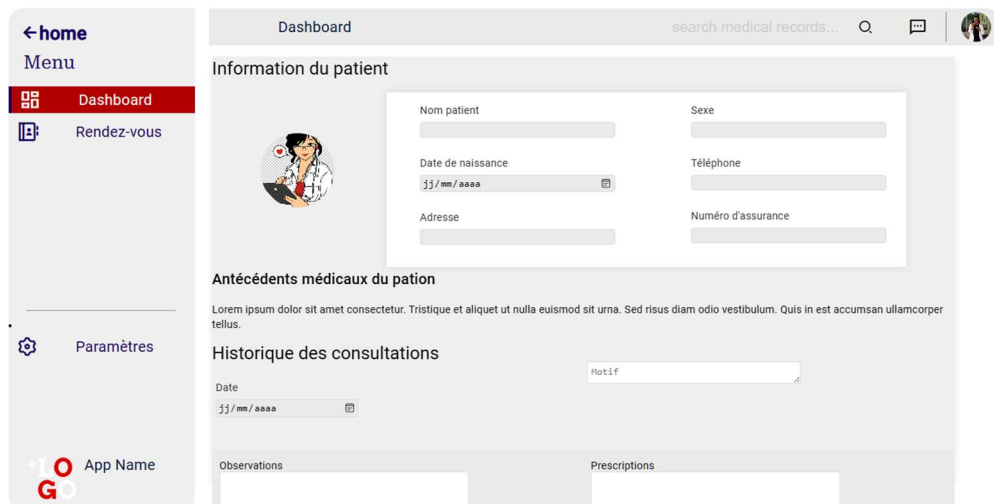 home
Menu
Dashboard
Rendez-vous
Paramètres
LO
GO
App Name
Dashboard
search medical records...
Information du patient
Nom patient
Sexe
Date de naissance
Téléphone
jj/mm/aaaa
Adresse
Numéro d'assurance
Antécédents médicaux du pation
Lorem ipsum dolor sit amet consectetur. Tristique et aliquet ut nulla euismod sit urna. Sed risus diam odio vestibulum. Quis in est accumsan ullamcorper
tellus.
Historique des consultations
Motif
Date
jj/mm/aaaa
Observations
Prescriptions